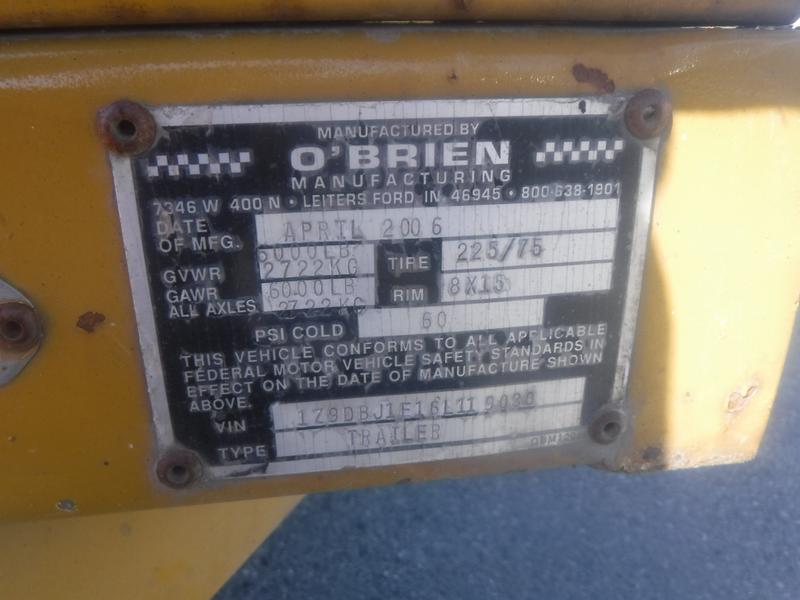 MANUFACTURED BY
O'BRIEN
MANUFACTURING
7346 W 400 N • LEITERS FORD IN 46945 • 800-638-1901
DATE OF MFG. APRIL 2006
GVWR 6000LB 2722KG TIRE 225/75
GAWR ALL AXLES 6000LB 2722KG RIM 8X15
PSI COLD 60
THIS VEHICLE CONFORMS TO ALL APPLICABLE
FEDERAL MOTOR VEHICLE SAFETY STANDARDS IN
EFFECT ON THE DATE OF MANUFACTURE SHOWN
ABOVE.
VIN
TYPE TRAILER